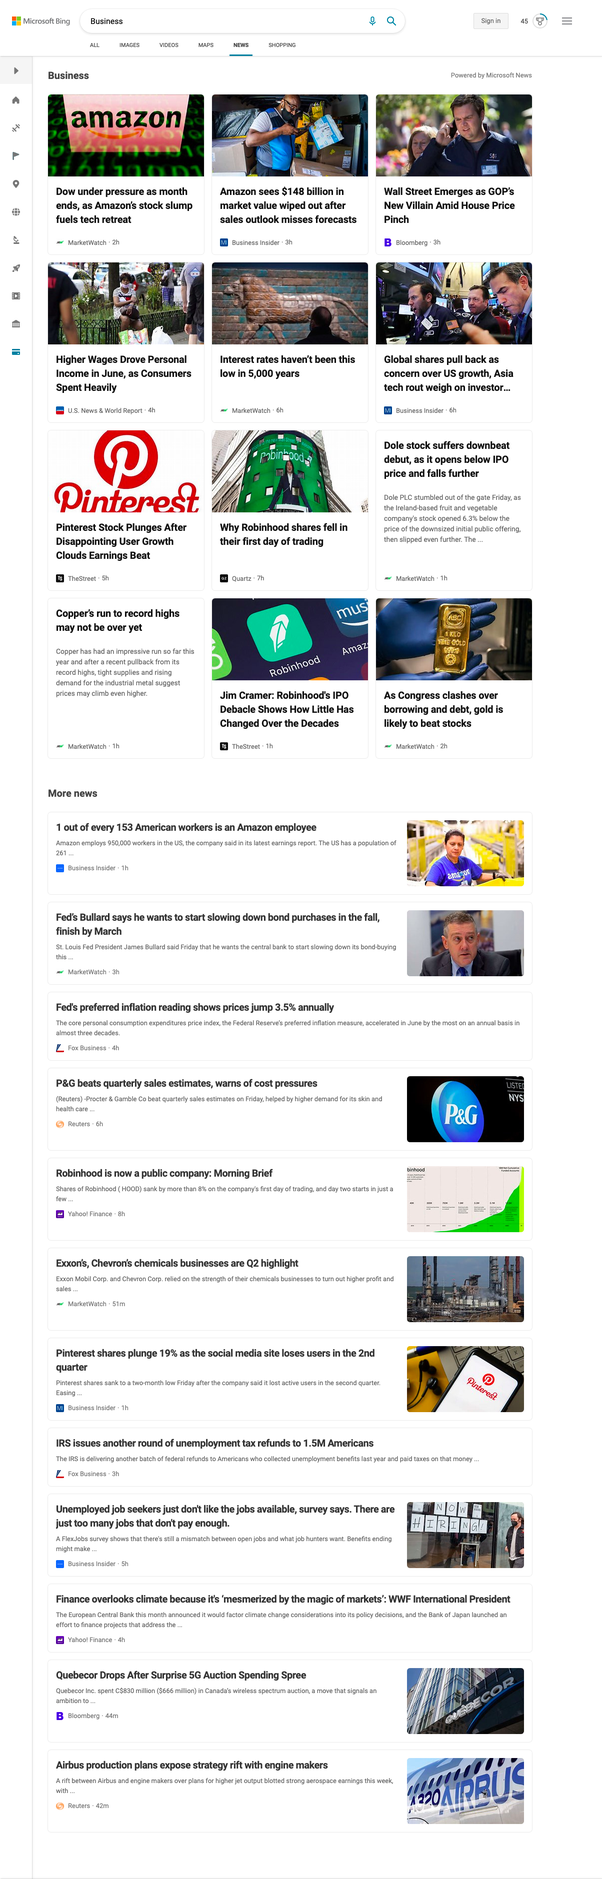 Microsoft Bing
Business
Sign in
45
ALL
IMAGES
VIDEOS
MAPS
NEWS
SHOPPING
Business
Powered by Microsoft News
amazon
Dow under pressure as month
ends, as Amazon's stock slump
fuels tech retreat
MarketWatch · 2h
Amazon sees $148 billion in
market value wiped out after
sales outlook misses forecasts
Business Insider · 3h
Wall Street Emerges as GOP's
New Villain Amid House Price
Pinch
Bloomberg · 3h
Higher Wages Drove Personal
Income in June, as Consumers
Spent Heavily
U.S. News & World Report · 4h
Interest rates haven't been this
low in 5,000 years
MarketWatch · 6h
Global shares pull back as
concern over US growth, Asia
tech rout weigh on investor...
Business Insider · 6h
Pinterest
Pinterest Stock Plunges After
Disappointing User Growth
Clouds Earnings Beat
TheStreet · 5h
Robinhood
Why Robinhood shares fell in
their first day of trading
Quartz · 7h
Dole stock suffers downbeat
debut, as it opens below IPO
price and falls further
Dole PLC stumbled out of the gate Friday, as
the Ireland-based fruit and vegetable
company's stock opened 6.3% below the
price of the downsized initial public offering,
then slipped even further. The ...
MarketWatch · 1h
Copper's run to record highs
may not be over yet
Copper has had an impressive run so far this
year and after a recent pullback from its
record highs, tight supplies and rising
demand for the industrial metal suggest
prices may climb even higher.
MarketWatch · 1h
mus
Robinhood
Amaz
Jim Cramer: Robinhood's IPO
Debacle Shows How Little Has
Changed Over the Decades
TheStreet · 1h
ABC
1 KILO
FINE GOLD
As Congress clashes over
borrowing and debt, gold is
likely to beat stocks
MarketWatch · 2h
More news
1 out of every 153 American workers is an Amazon employee
Amazon employs 950,000 workers in the US, the company said in its latest earnings report. The US has a population of
261 ...
Business Insider · 1h
amazon
Fed's Bullard says he wants to start slowing down bond purchases in the fall,
finish by March
St. Louis Fed President James Bullard said Friday that he wants the central bank to start slowing down its bond-buying
this ...
MarketWatch · 3h
Fed's preferred inflation reading shows prices jump 3.5% annually
The core personal consumption expenditures price index, the Federal Reserve's preferred inflation measure, accelerated in June by the most on an annual basis in
almost three decades.
Fox Business · 4h
P&G beats quarterly sales estimates, warns of cost pressures
(Reuters) -Procter & Gamble Co beat quarterly sales estimates on Friday, helped by higher demand for its skin and
health care ...
Reuters · 6h
LISTE
NYS
P&G
Robinhood is now a public company: Morning Brief
Shares of Robinhood ( HOOD) sank by more than 8% on the company's first day of trading, and day two starts in just a
few ...
Yahoo! Finance · 8h
binhood
Exxon's, Chevron's chemicals businesses are Q2 highlight
Exxon Mobil Corp. and Chevron Corp. relied on the strength of their chemicals businesses to turn out higher profit and
sales ...
MarketWatch · 51m
Pinterest shares plunge 19% as the social media site loses users in the 2nd
quarter
Pinterest shares sank to a two-month low Friday after the company said it lost active users in the second quarter.
Easing ...
Business Insider · 1h
Pinterest
IRS issues another round of unemployment tax refunds to 1.5M Americans
The IRS is delivering another batch of federal refunds to Americans who collected unemployment benefits last year and paid taxes on that money ...
Fox Business · 3h
Unemployed job seekers just don't like the jobs available, survey says. There are
just too many jobs that don't pay enough.
A FlexJobs survey shows that there's still a mismatch between open jobs and what job hunters want. Benefits ending
might make ...
Business Insider · 5h
NOW
HIRING!
Finance overlooks climate because it's 'mesmerized by the magic of markets': WWF International President
The European Central Bank this month announced it would factor climate change considerations into its policy decisions, and the Bank of Japan launched an
effort to finance projects that address the ...
Yahoo! Finance · 4h
Quebecor Drops After Surprise 5G Auction Spending Spree
Quebecor Inc. spent C$830 million ($666 million) in Canada's wireless spectrum auction, a move that signals an
ambition to ...
Bloomberg · 44m
QUEBECOR
Airbus production plans expose strategy rift with engine makers
A rift between Airbus and engine makers over plans for higher jet output blotted strong aerospace earnings this week,
with ...
Reuters · 42m
A320 AIRBUS